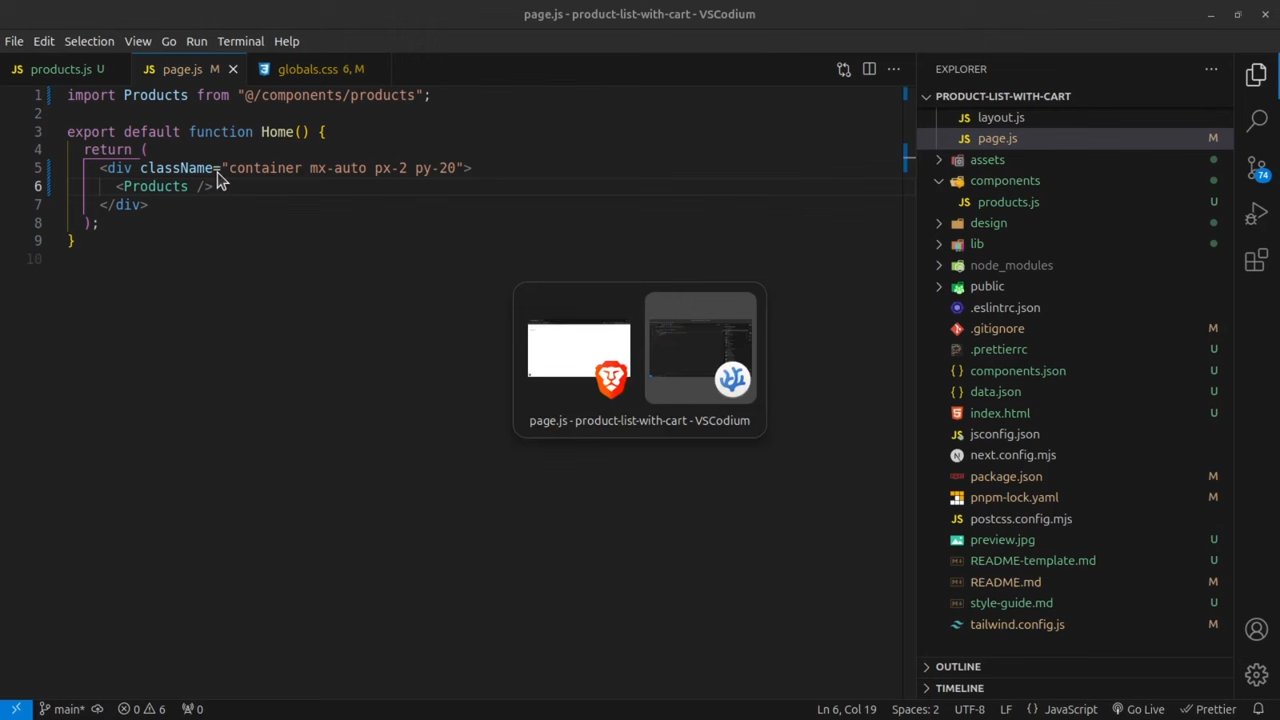 page.js - product-list-with-cart - VSCodium
File Edit Selection View Go Run Terminal Help
products.js U
page.js M
globals.css 6, M
1 import Products from "@/components/products";
2
3 export default function Home() {
4 return (
5 <div className="container mx-auto px-2 py-20">
6 <Products />
7 </div>
8 );
9 }
10
page.js - product-list-with-cart - VSCodium
EXPLORER
PRODUCT-LIST-WITH-CART
layout.js
page.js M
assets
components
products.js U
design
lib
node_modules
public
.eslintrc.json
.gitignore M
.prettierrc U
components.json U
data.json U
index.html U
jsconfig.json
next.config.mjs
package.json M
pnpm-lock.yaml M
postcss.config.mjs
preview.jpg U
README-template.md U
README.md M
style-guide.md U
tailwind.config.js M
OUTLINE
TIMELINE
74
main* 0 6 0
Ln 6, Col 19 Spaces: 2 UTF-8 LF { } JavaScript Go Live Prettier